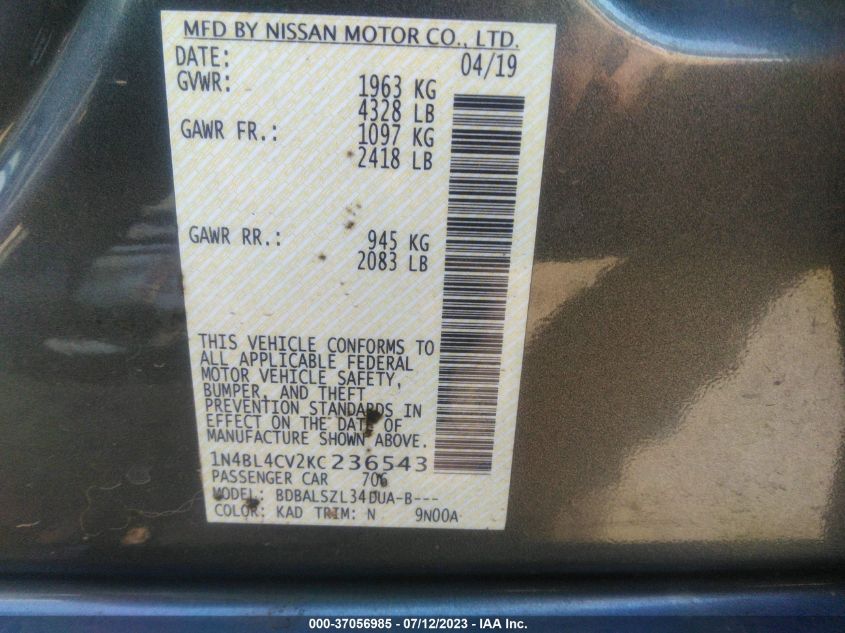 MFD BY NISSAN MOTOR CO., LTD.
DATE: 04/19
GVWR: 1963 KG
4328 LB
GAWR FR.: 1097 KG
2418 LB
GAWR RR.: 945 KG
2083 LB
THIS VEHICLE CONFORMS TO
ALL APPLICABLE FEDERAL
MOTOR VEHICLE SAFETY,
BUMPER, AND THEFT
PREVENTION STANDARDS IN
EFFECT ON THE DATE OF
MANUFACTURE SHOWN ABOVE.
1N4BL4CV2KC236543
PASSENGER CAR 706
MODEL: BDBALSZL34DUA-B---
COLOR: KAD TRIM: N 9N00A
000-37056985 - 07/12/2023 - IAA Inc.